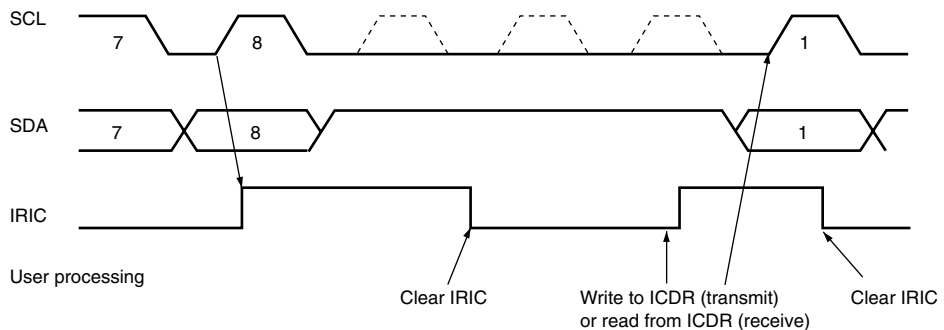 SCL
7
8
1
SDA
7
8
1
IRIC
User processing
Clear IRIC
Write to ICDR (transmit)
or read from ICDR (receive)
Clear IRIC